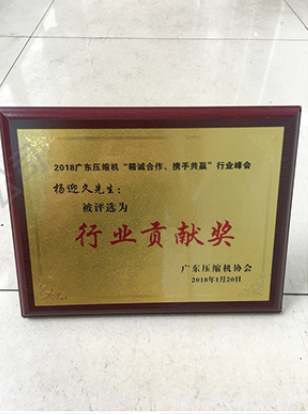 2018广东压缩机“精诚合作、携手共赢”行业峰会
杨迎久先生：
被评选为
行业贡献奖
广东压缩机协会
2018年1月20日